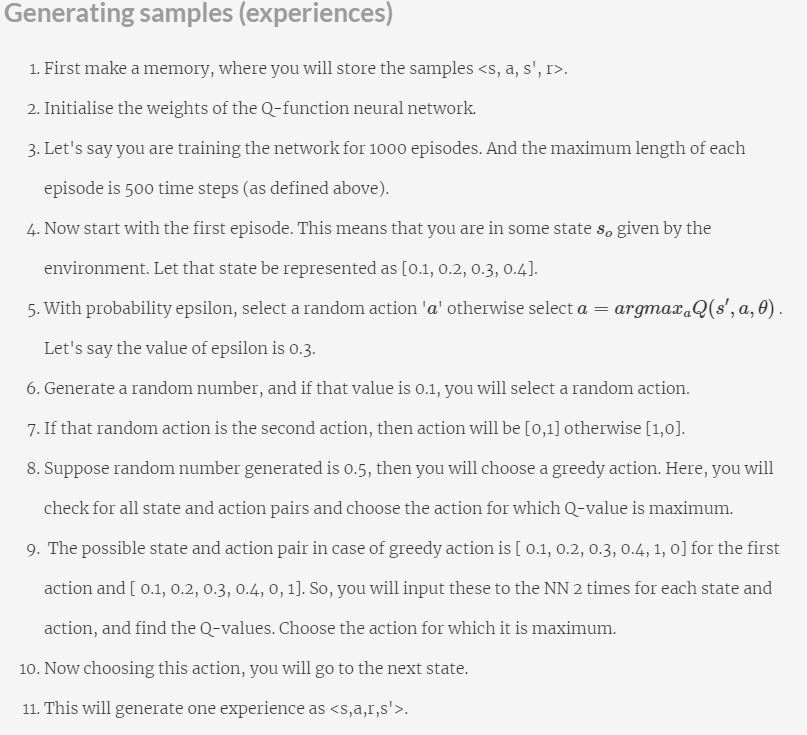 Generating samples (experiences)
1. First make a memory, where you will store the samples <s, a, s', r>.
2. Initialise the weights of the Q-function neural network.
3. Let's say you are training the network for 1000 episodes. And the maximum length of each
episode is 500 time steps (as defined above).
4. Now start with the first episode. This means that you are in some state sₒ given by the
environment. Let that state be represented as [0.1, 0.2, 0.3, 0.4].
5. With probability epsilon, select a random action 'a' otherwise select a = argmaxₐQ(s′, a, θ) .
Let's say the value of epsilon is 0.3.
6. Generate a random number, and if that value is 0.1, you will select a random action.
7. If that random action is the second action, then action will be [0,1] otherwise [1,0].
8. Suppose random number generated is 0.5, then you will choose a greedy action. Here, you will
check for all state and action pairs and choose the action for which Q-value is maximum.
9. The possible state and action pair in case of greedy action is [ 0.1, 0.2, 0.3, 0.4, 1, 0] for the first
action and [ 0.1, 0.2, 0.3, 0.4, 0, 1]. So, you will input these to the NN 2 times for each state and
action, and find the Q-values. Choose the action for which it is maximum.
10. Now choosing this action, you will go to the next state.
11. This will generate one experience as <s,a,r,s'>.